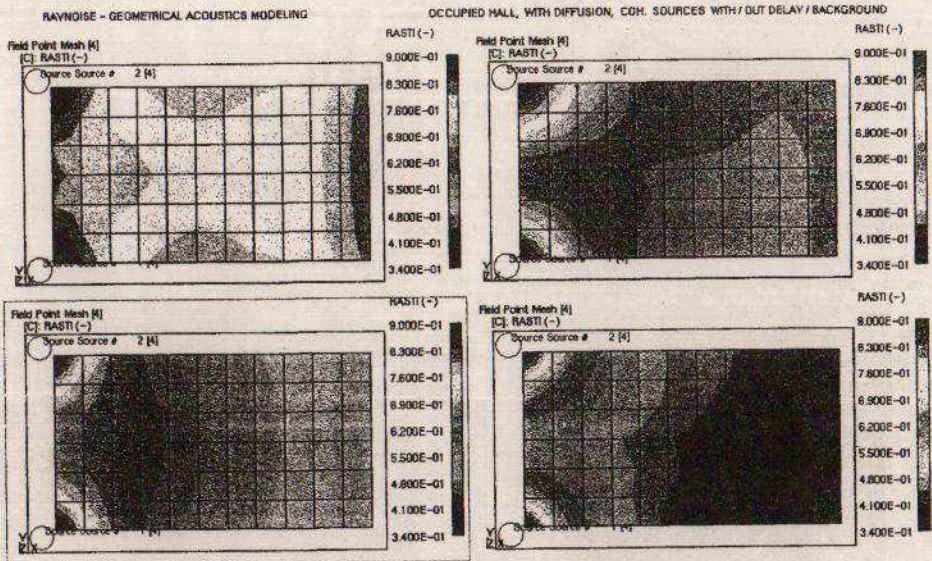 RAYNOISE - GEOMETRICAL ACOUSTICS MODELING
OCCUPIED HALL, WITH DIFFUSION, COH. SOURCES WITH/OUT DELAY/BACKGROUND
Field Point Mesh [4]
[C]: RASTI (-)
Source Source # 2 [4]
Y
Z X
RASTI (-)
9.000E-01
8.300E-01
7.600E-01
6.900E-01
6.200E-01
5.500E-01
4.800E-01
4.100E-01
3.400E-01
Field Point Mesh [4]
[C]: RASTI (-)
Source Source # 2 [4]
Y
Z X
RASTI (-)
9.000E-01
8.300E-01
7.600E-01
6.900E-01
6.200E-01
5.500E-01
4.800E-01
4.100E-01
3.400E-01
Field Point Mesh [4]
[C]: RASTI (-)
Source Source # 2 [4]
Y
Z X
RASTI (-)
9.000E-01
8.300E-01
7.600E-01
6.900E-01
6.200E-01
5.500E-01
4.800E-01
4.100E-01
3.400E-01
Field Point Mesh [4]
[C]: RASTI (-)
Source Source # 2 [4]
Y
Z X
RASTI (-)
9.000E-01
8.300E-01
7.600E-01
6.900E-01
6.200E-01
5.500E-01
4.800E-01
4.100E-01
3.400E-01